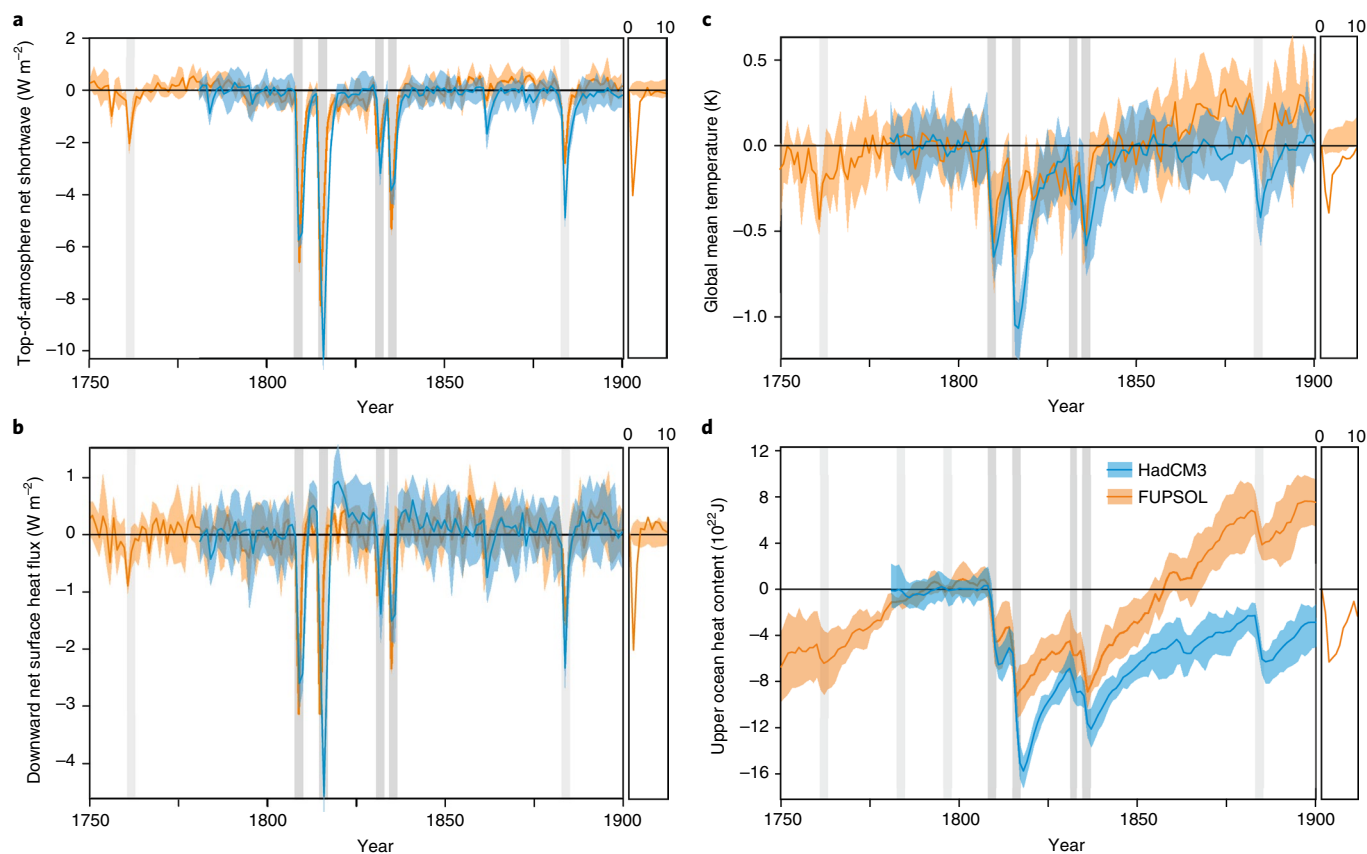 a
0 10
2
0
−2
−4
−6
−8
−10
Top-of-atmosphere net shortwave (W m−2)
1750 1800 1850 1900
Year
c
0 10
0.5
0.0
−0.5
−1.0
Global mean temperature (K)
1750 1800 1850 1900
Year
b
0 10
1
0
−1
−2
−3
−4
Downward net surface heat flux (W m−2)
1750 1800 1850 1900
Year
d
0 10
12
8
4
0
−4
−8
−12
−16
Upper ocean heat content (10²²J)
HadCM3
FUPSOL
1750 1800 1850 1900
Year